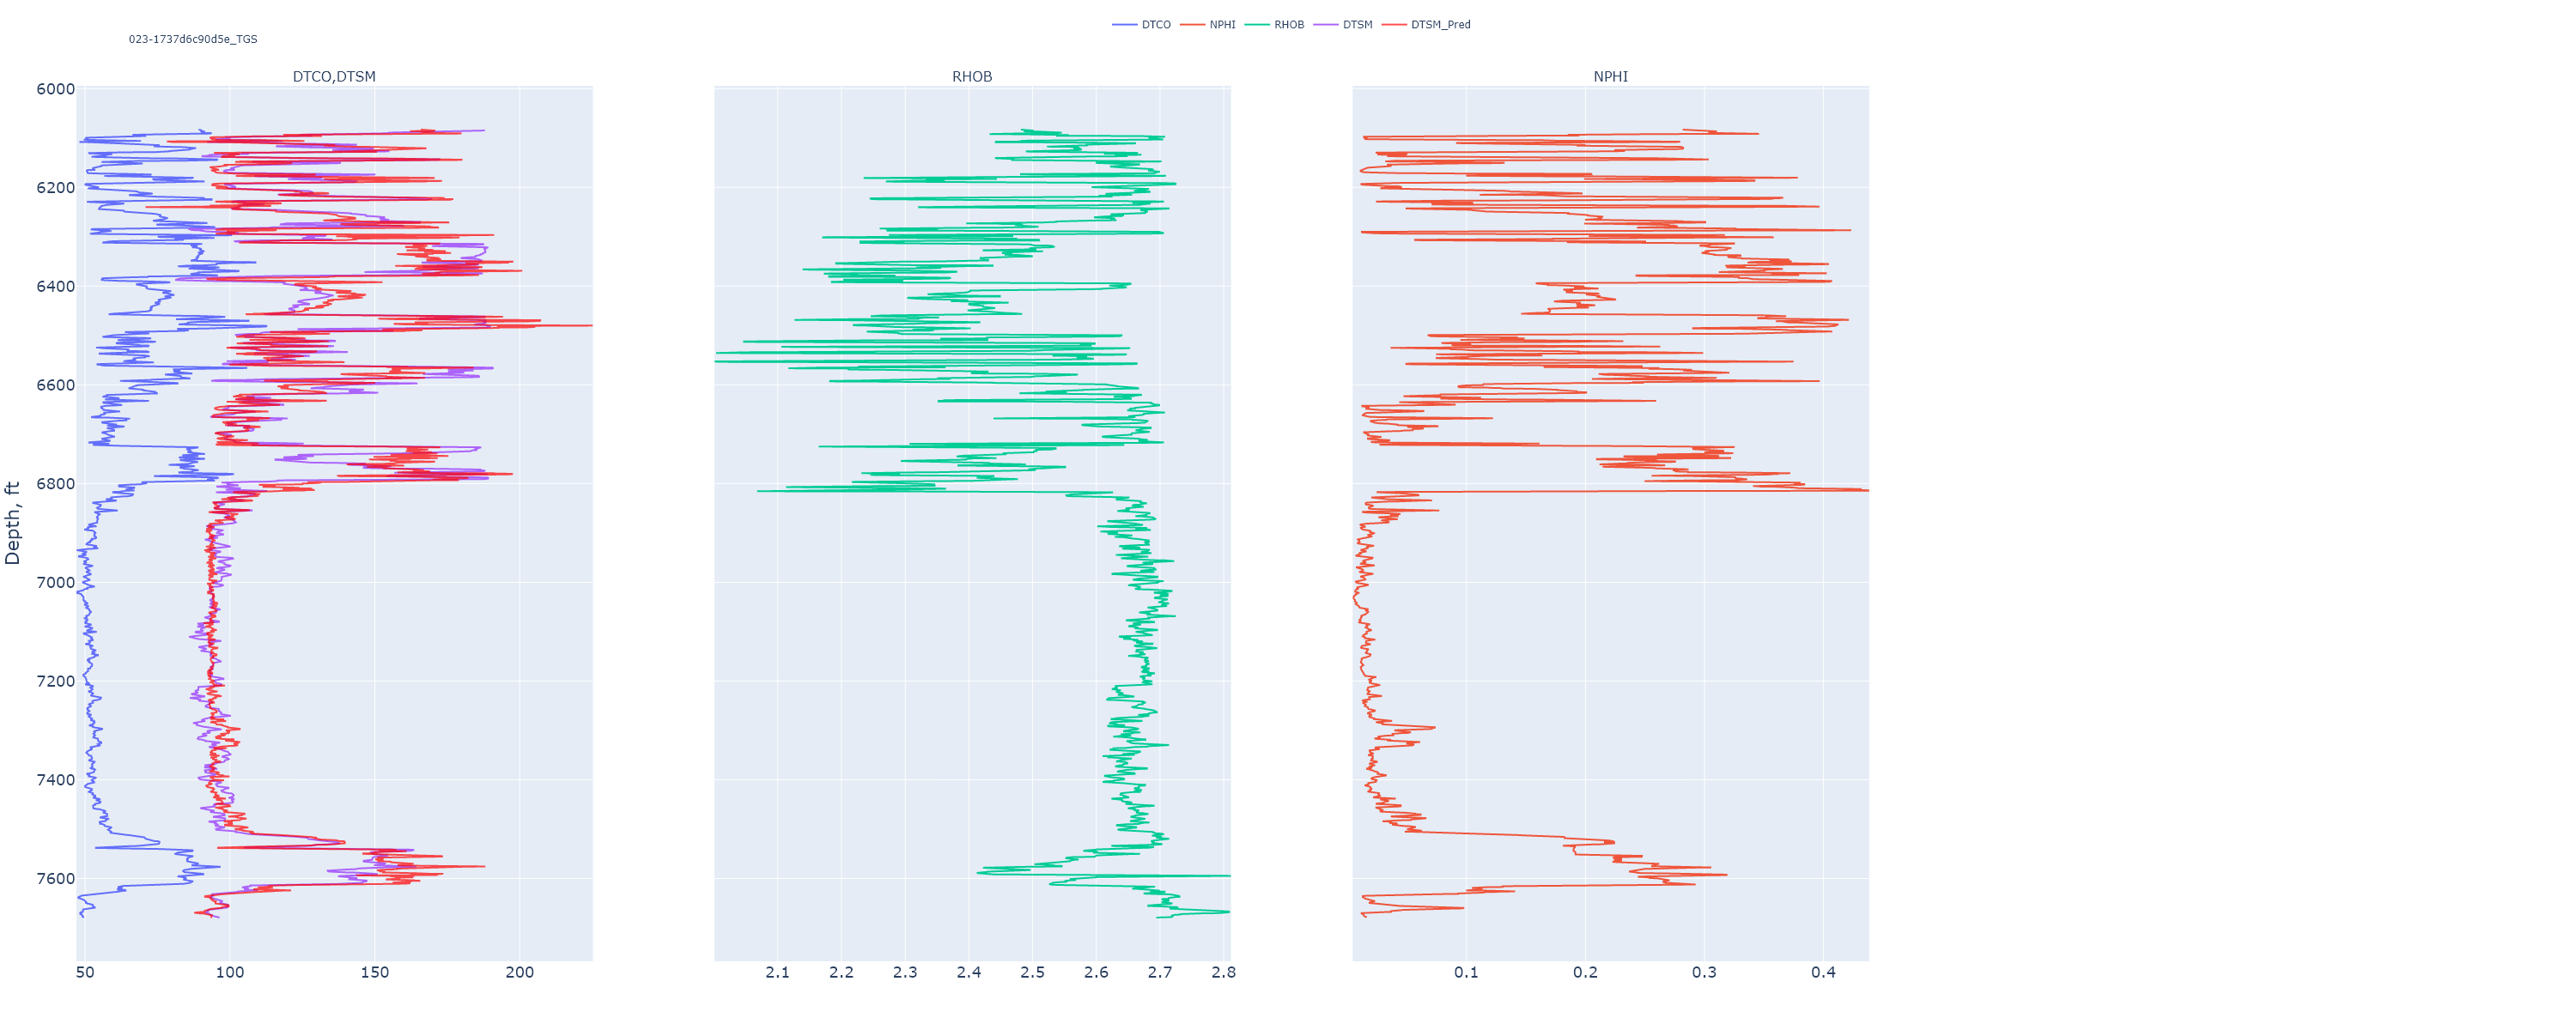 DTCO NPHI RHOB DTSM DTSM_Pred
023-1737d6c90d5e_TGS
DTCO,DTSM RHOB NPHI
6000
6200
6400
6600
6800
7000
7200
7400
7600
Depth, ft
50 100 150 200 2.1 2.2 2.3 2.4 2.5 2.6 2.7 2.8 0.1 0.2 0.3 0.4